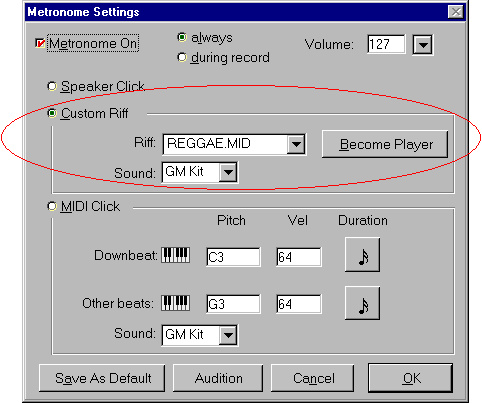 Metronome Settings
Metronome On
always
during record
Volume: 127
Speaker Click
Custom Riff
Riff: REGGAE.MID
Become Player
Sound: GM Kit
MIDI Click
Pitch Vel Duration
Downbeat: C3 64
Other beats: G3 64
Sound: GM Kit
Save As Default Audition Cancel OK